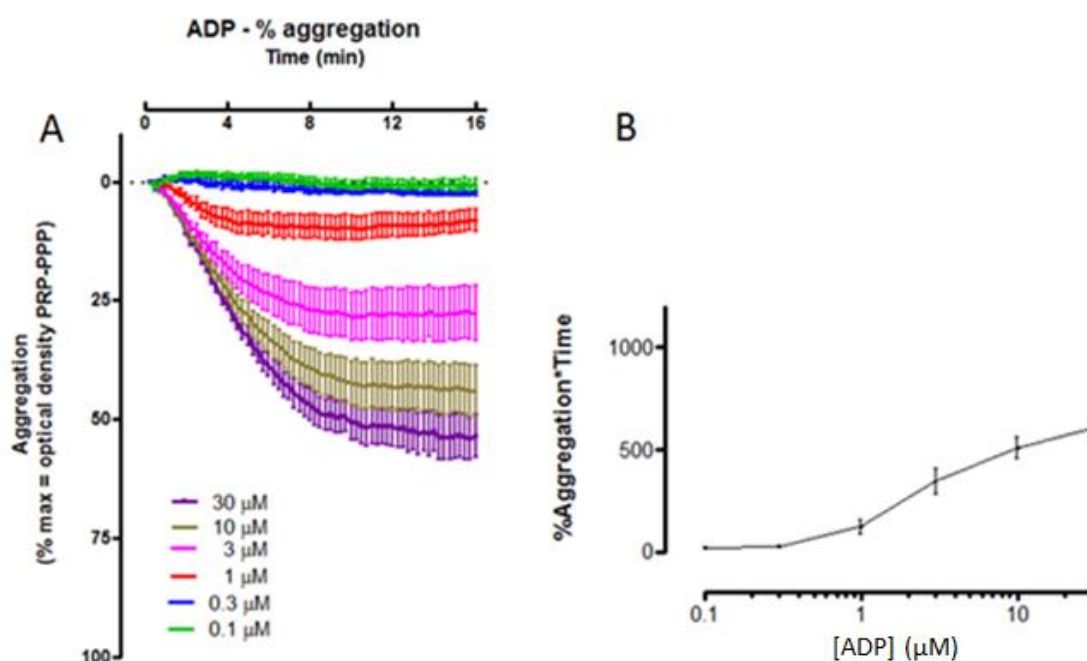 ADP - % aggregation
Time (min)
A
0 4 8 12 16
0
25
50
75
100
Aggregation
(% max = optical density PRP-PPP)
30 μM
10 μM
3 μM
1 μM
0.3 μM
0.1 μM
B
1000
500
0
%Aggregation*Time
0.1 1 10
[ADP] (μM)